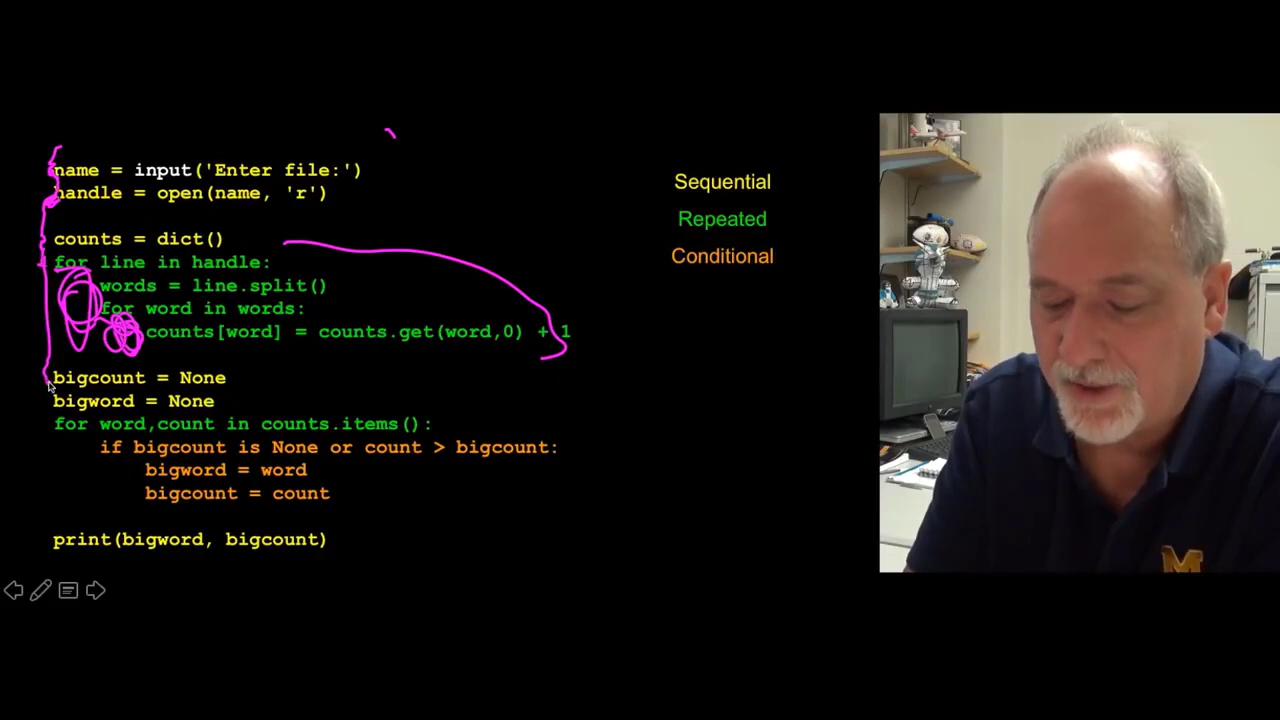 name = input('Enter file:')
handle = open(name, 'r')
counts = dict()
for line in handle:
words = line.split()
for word in words:
counts[word] = counts.get(word,0) + 1
bigcount = None
bigword = None
for word,count in counts.items():
if bigcount is None or count > bigcount:
bigword = word
bigcount = count
print(bigword, bigcount)
Sequential
Repeated
Conditional
M